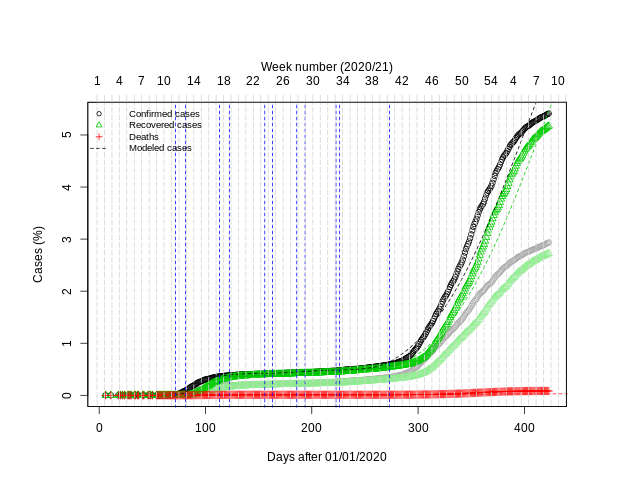 Week number (2020/21)
1 4 7 10 14 18 22 26 30 34 38 42 46 50 54 4 7 10
Confirmed cases
Recovered cases
Deaths
Modeled cases
5
4
3
2
1
0
Cases (%)
0 100 200 300 400
Days after 01/01/2020